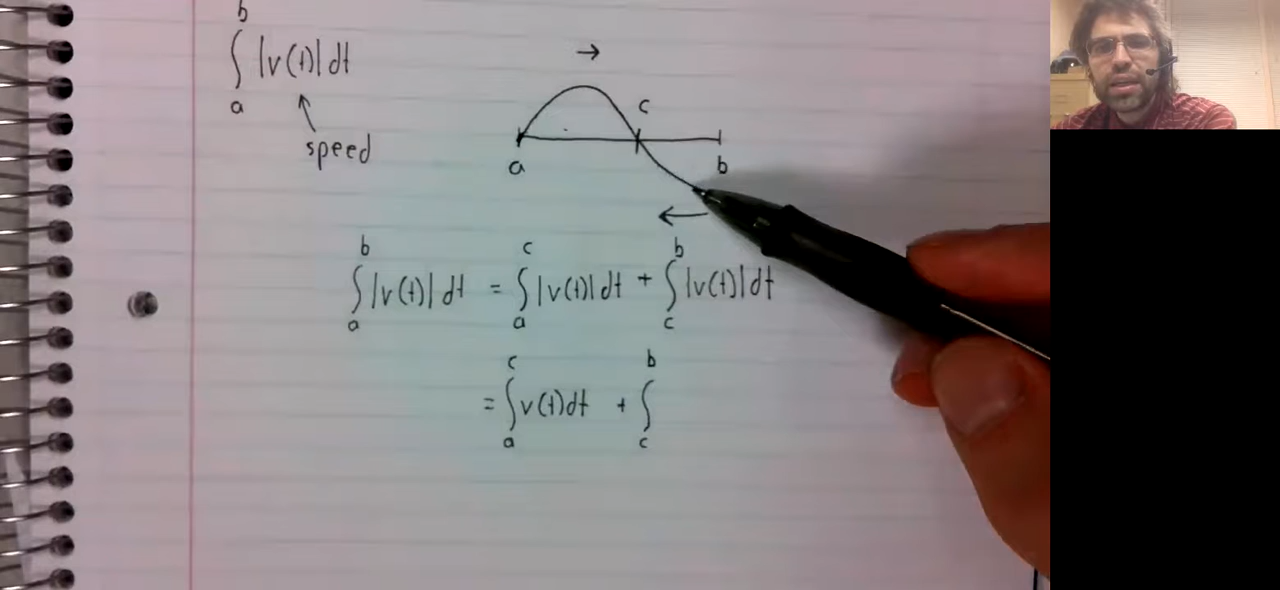 b
∫ |v(t)| dt
a
speed
→
c
a b
←
b c b
∫ |v(t)| dt = ∫ |v(t)| dt + ∫ |v(t)| dt
a a c
c b
= ∫ v(t) dt + ∫
a c